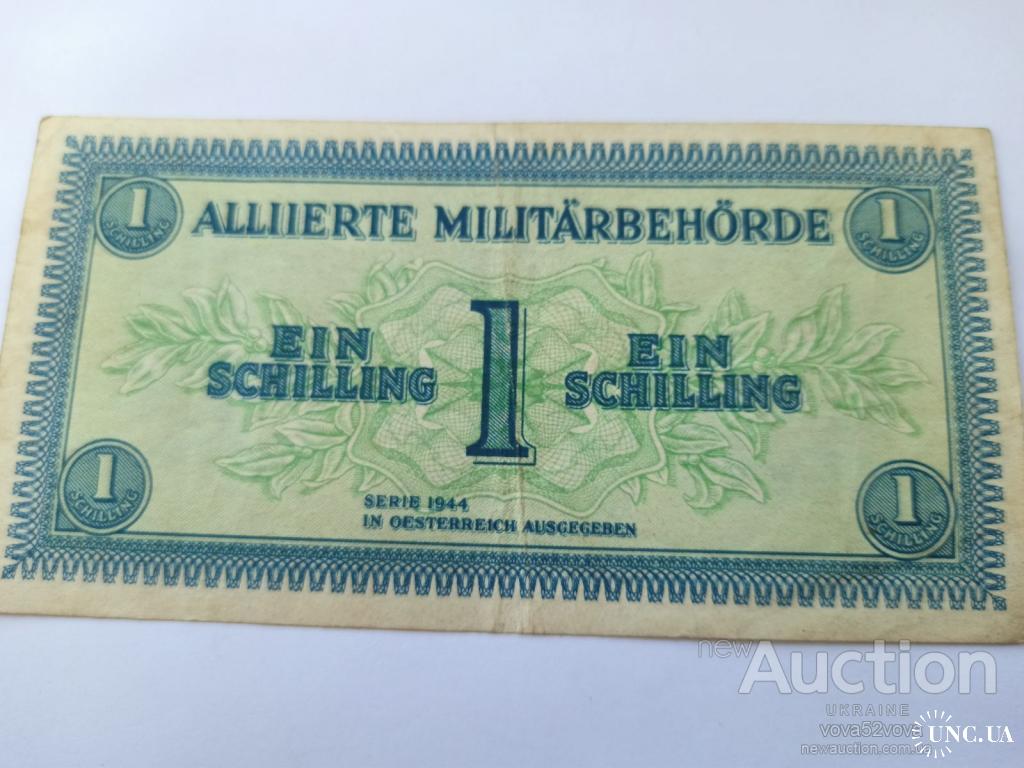 1
SCHILLING
ALLIIERTE MILITÄRBEHÖRDE
1
SCHILLING
EIN
SCHILLING
1
EIN
SCHILLING
1
SCHILLING
SERIE 1944
IN OESTERREICH AUSGEGEBEN
1
SCHILLING
new Auction
UKRAINE
vova52vova
newauction.com.ua
UNC.UA